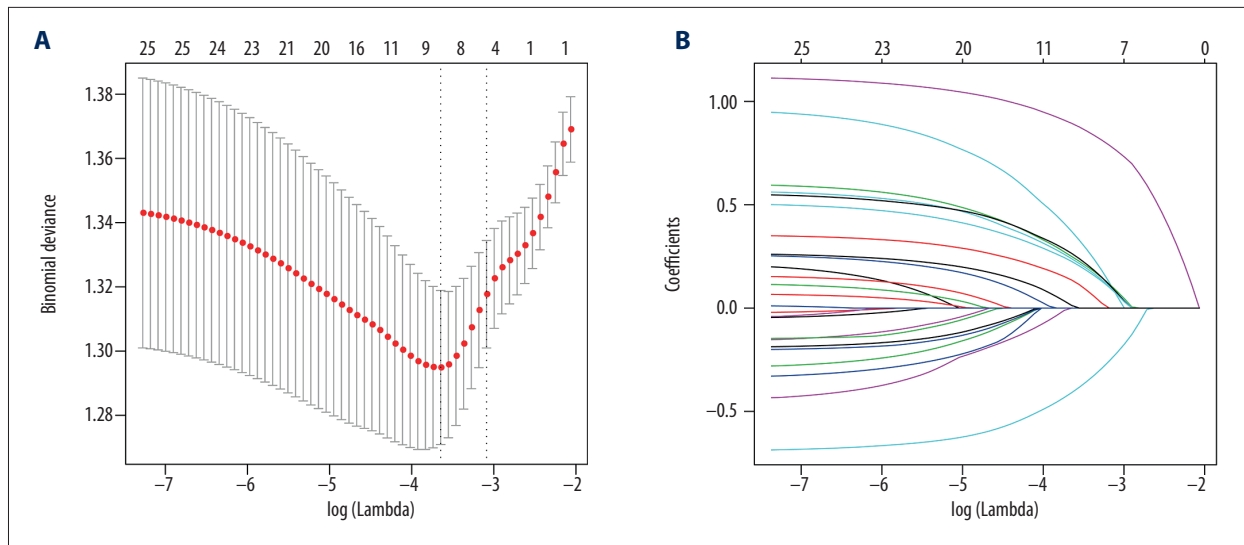 A
25 25 24 23 21 20 16 11 9 8 4 1 1
Binomial deviance
1.38
1.36
1.34
1.32
1.30
1.28
−7 −6 −5 −4 −3 −2
log (Lambda)
B
25 23 20 11 7 0
Coefficients
1.00
0.5
0.0
−0.5
−7 −6 −5 −4 −3 −2
log (Lambda)